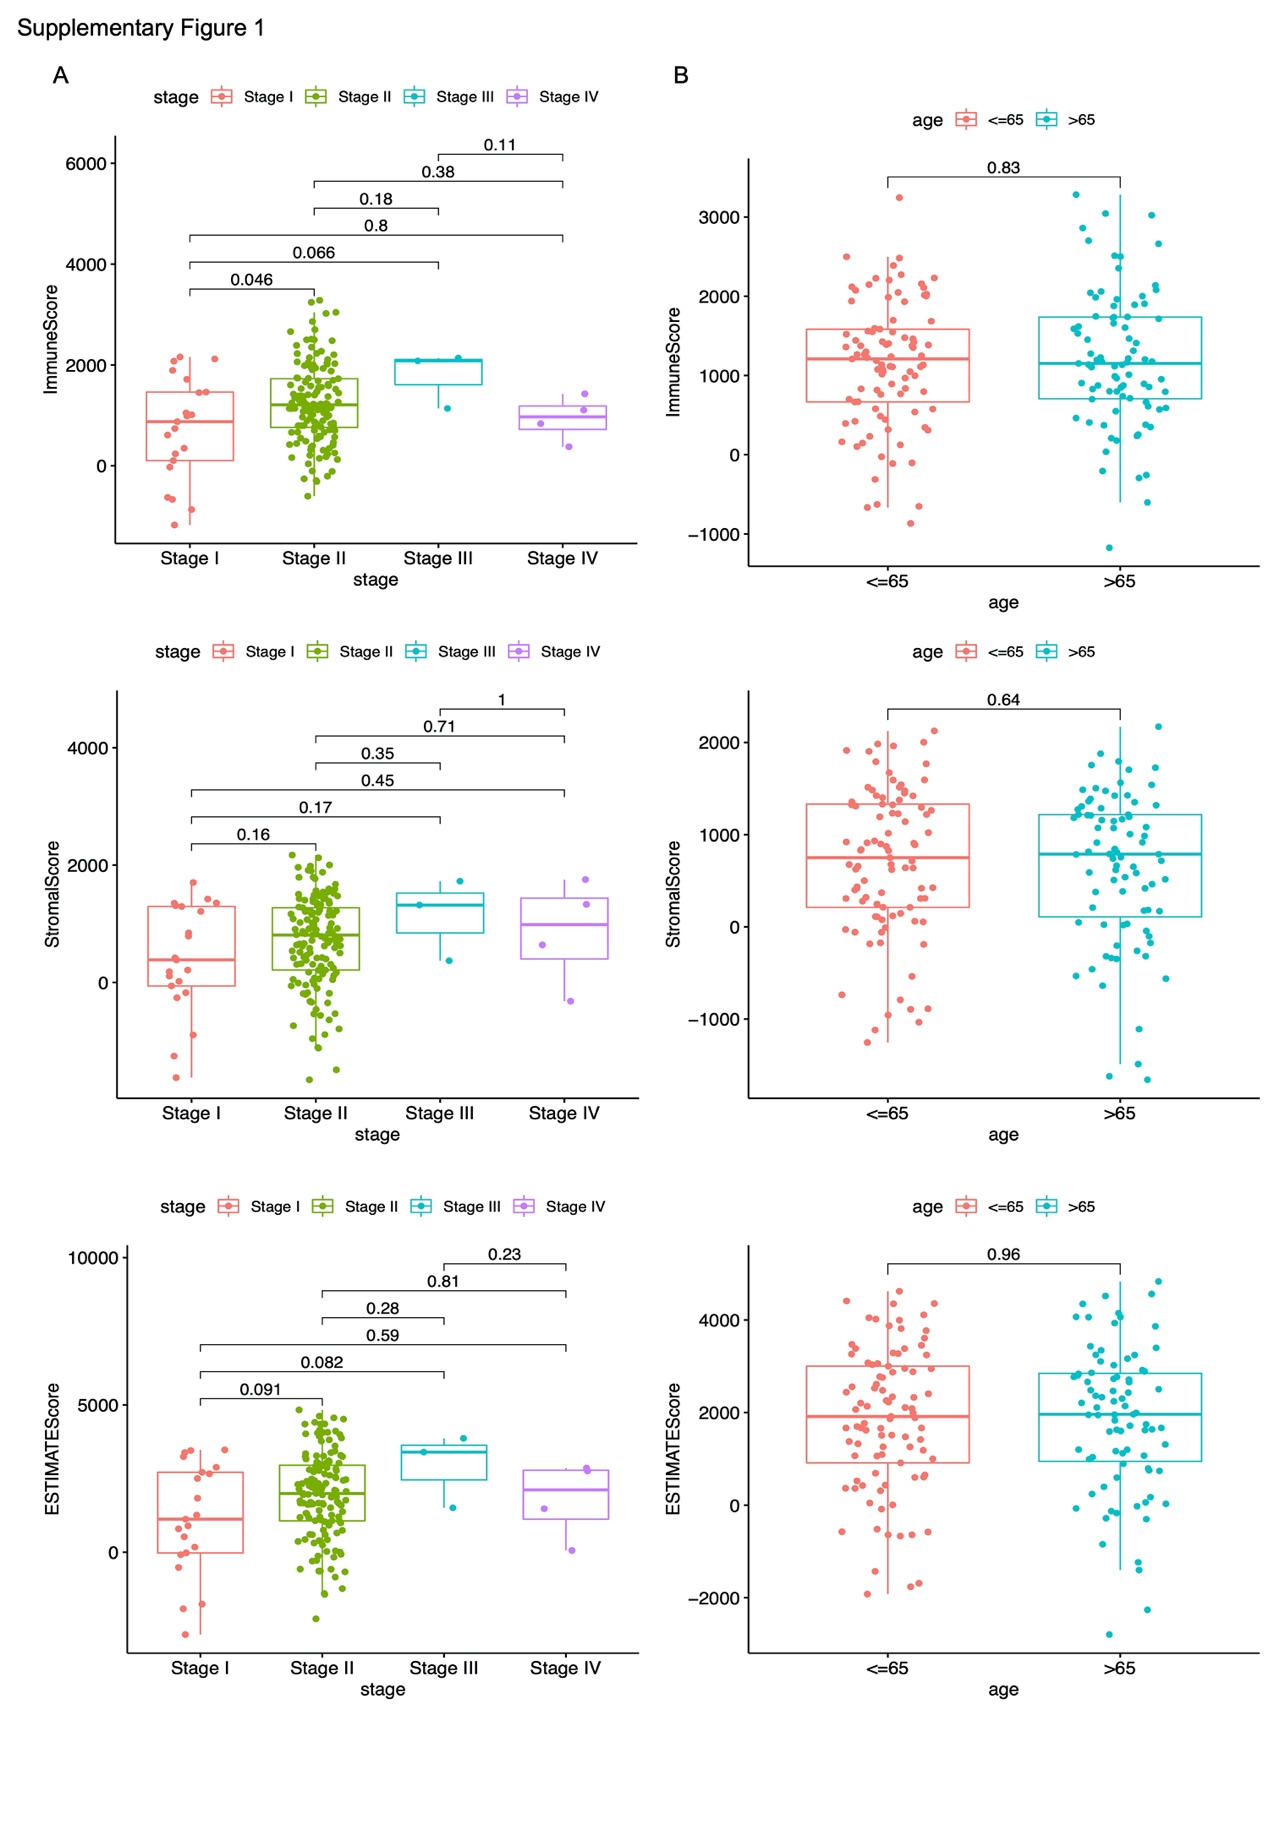 Supplementary Figure 1
A
stage Stage I Stage II Stage III Stage IV
ImmuneScore
6000
4000
2000
0
0.11
0.38
0.18
0.8
0.066
0.046
Stage I Stage II Stage III Stage IV
stage
B
age <=65 >65
ImmuneScore
3000
2000
1000
0
−1000
0.83
<=65 >65
age
stage Stage I Stage II Stage III Stage IV
StromalScore
4000
2000
0
1
0.71
0.35
0.45
0.17
0.16
Stage I Stage II Stage III Stage IV
stage
age <=65 >65
StromalScore
2000
1000
0
−1000
0.64
<=65 >65
age
stage Stage I Stage II Stage III Stage IV
ESTIMATEScore
10000
5000
0
0.23
0.81
0.28
0.59
0.082
0.091
Stage I Stage II Stage III Stage IV
stage
age <=65 >65
ESTIMATEScore
4000
2000
0
−2000
0.96
<=65 >65
age